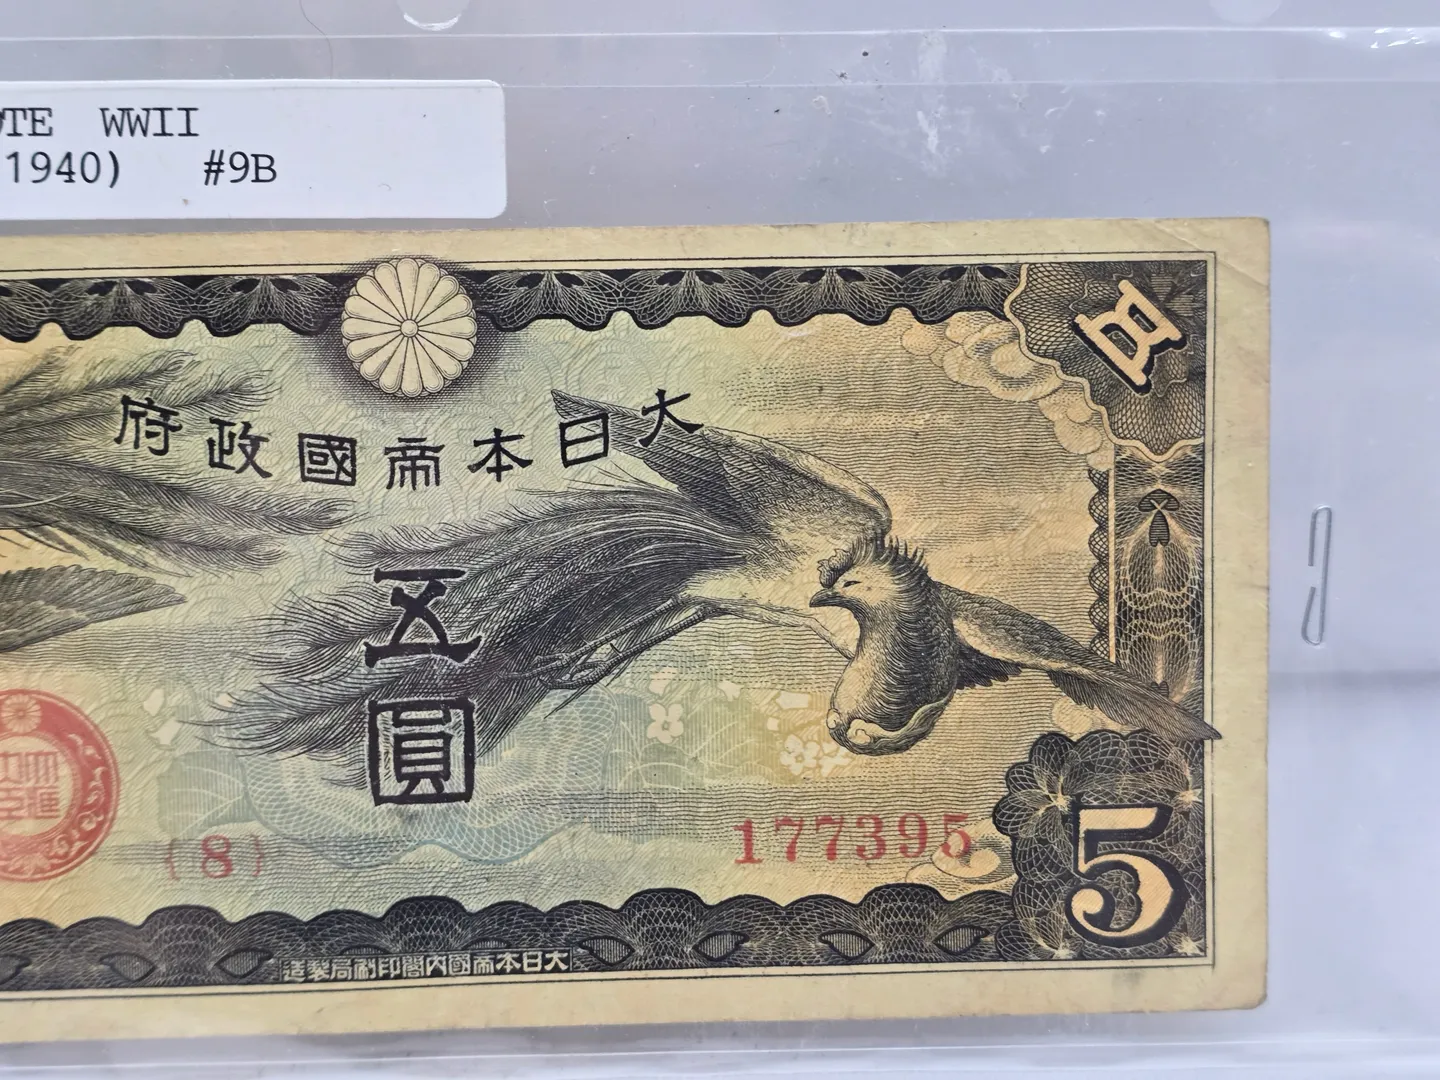 OTE WWII
1940) #9B
五
大日本帝國政府
五圓
(8)
177395
5
大日本帝國内閣印刷局製造